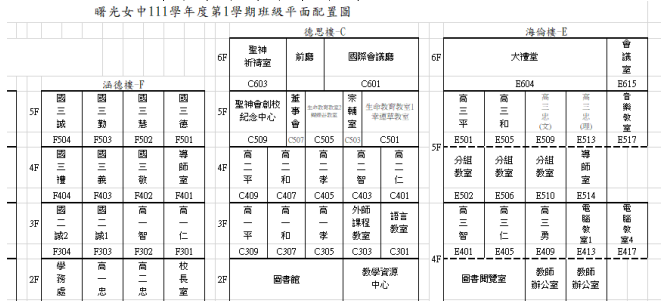 曙光女中111學年度第1學期班級平面配置圖
德思樓-C
海倫樓-E
6F 聖神祈禱室 前廳 國際會議廳 6F 大禮堂 會議室
C603 C601 E604 E615
涵德樓-F
5F 國三誠 國三勤 國三慧 國三德 5F 聖神會創校紀念中心 董事會 宗輔室 生命教育教室1 高三平 高三和 高三忠(文) 高三忠(理) 音樂教室
F504 F503 F502 F501 C509 C507 C505 C503 C501 E501 E505 E509 E513 E517
5F
4F 國三禮 國三義 國三敬 導師室 4F 高二平 高二和 高二孝 高二智 高二仁 分組教室 分組教室 分組教室 導師室
F404 F403 F402 F401 C409 C407 C405 C403 C401 E502 E506 E510 E514
3F 國二誠2 國二誠1 高一智 高一仁 3F 高一平 高一和 高一孝 外師課程教室 語言教室 高三智 高三仁 高三勇 電腦教室1 電腦教室4
F304 F303 F302 F301 C309 C307 C305 C303 C301 E401 E405 E409 E413 E417
4F
2F 學務處 高一忠 高二忠 校長室 2F 圖書館 教學資源中心 圖書閱覽室 教師辦公室 教師辦公室